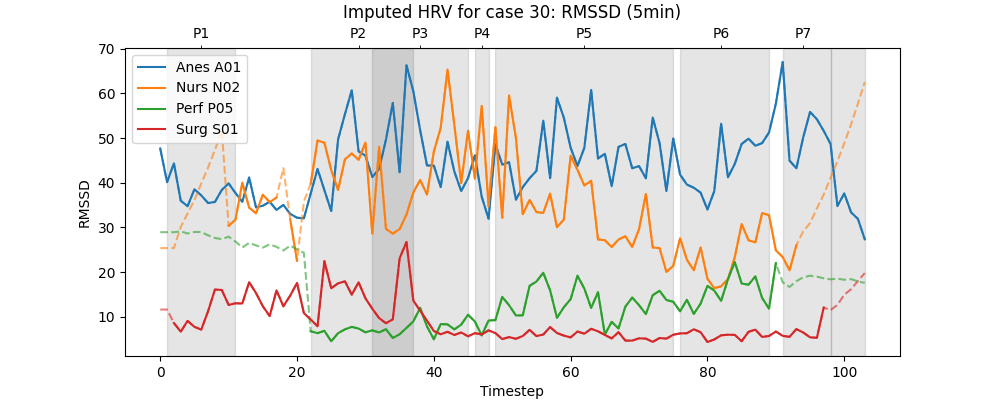 Imputed HRV for case 30: RMSSD (5min)
P1 P2 P3 P4 P5 P6 P7
70
60
50
40
30
20
10
RMSSD
Anes A01
Nurs N02
Perf P05
Surg S01
0 20 40 60 80 100
Timestep